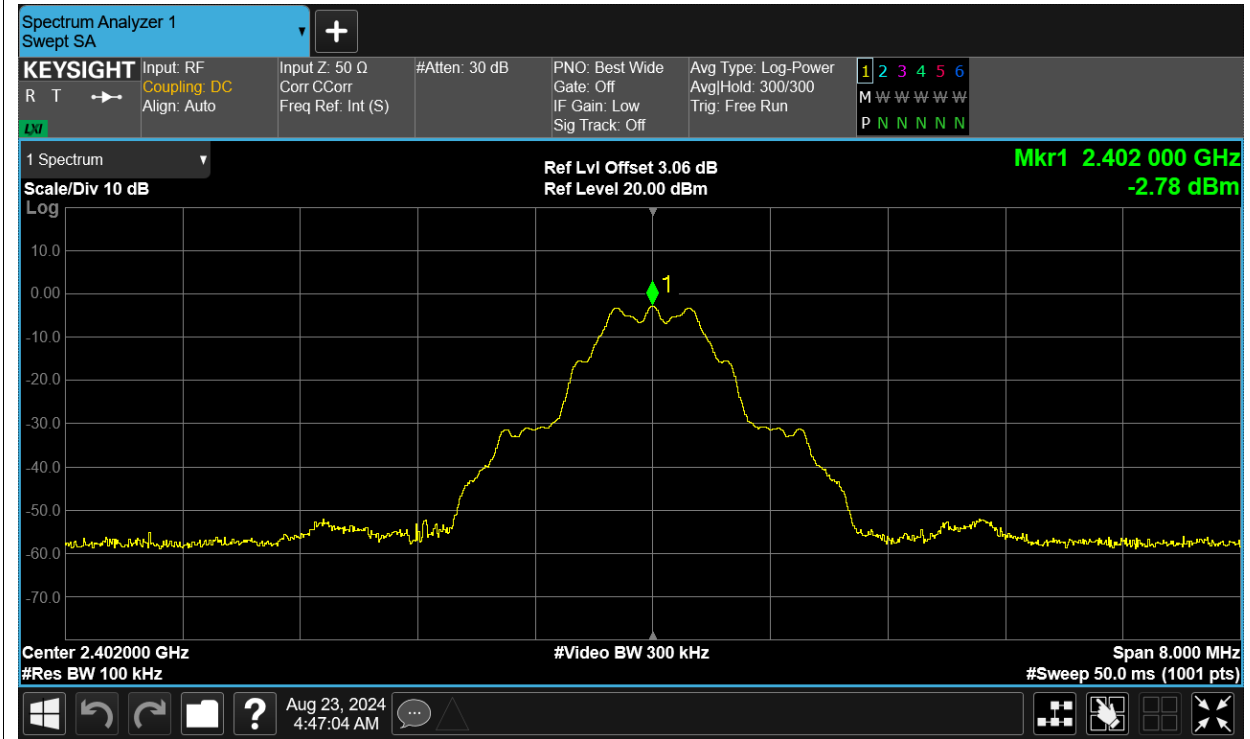 Spectrum Analyzer 1
Swept SA
KEYSIGHT
R T
LXI
Input: RF
Coupling: DC
Align: Auto
Input Z: 50 Ω
Corr CCorr
Freq Ref: Int (S)
#Atten: 30 dB
PNO: Best Wide
Gate: Off
IF Gain: Low
Sig Track: Off
Avg Type: Log-Power
Avg|Hold: 300/300
Trig: Free Run
1 2 3 4 5 6
M W W W W W
P N N N N N
1 Spectrum
Scale/Div 10 dB
Log
Ref Lvl Offset 3.06 dB
Ref Level 20.00 dBm
Mkr1 2.402 000 GHz
-2.78 dBm
1
10.0
0.00
-10.0
-20.0
-30.0
-40.0
-50.0
-60.0
-70.0
Center 2.402000 GHz
#Res BW 100 kHz
#Video BW 300 kHz
Span 8.000 MHz
#Sweep 50.0 ms (1001 pts)
?
Aug 23, 2024
4:47:04 AM